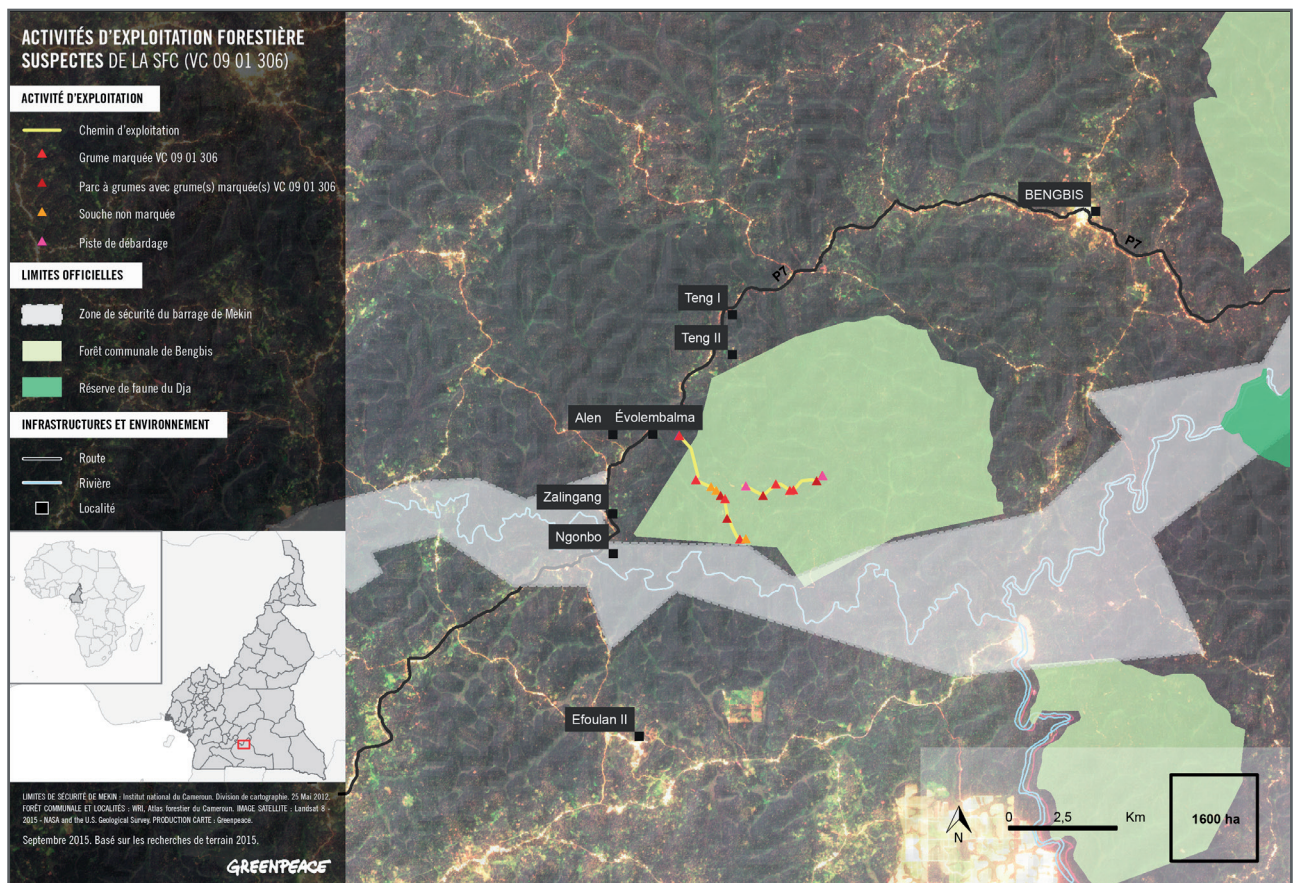 ACTIVITÉS D'EXPLOITATION FORESTIÈRE
SUSPECTES DE LA SFC (VC 09 01 306)
ACTIVITÉ D'EXPLOITATION
Chemin d'exploitation
Grume marquée VC 09 01 306
Parc à grumes avec grume(s) marquée(s) VC 09 01 306
Souche non marquée
Piste de débardage
LIMITES OFFICIELLES
Zone de sécurité du barrage de Mekin
Forêt communale de Bengbis
Réserve de faune du Dja
INFRASTRUCTURES ET ENVIRONNEMENT
Route
Rivière
Localité
LIMITES DE SÉCURITÉ DE MEKIN : Institut national du Cameroun. Division de cartographie. 25 Mai 2012.
FORÊT COMMUNALE ET LOCALITÉS : WRI, Atlas forestier du Cameroun. IMAGE SATELLITE : Landsat 8 -
2015 - NASA and the U.S. Geological Survey. PRODUCTION CARTE : Greenpeace.
Septembre 2015. Basé sur les recherches de terrain 2015.
GREENPEACE
BENGBIS
P7
P7
Teng I
Teng II
Alen
Évolembalma
Zalingang
Ngonbo
Efoulan II
N
0
2,5
Km
1600 ha